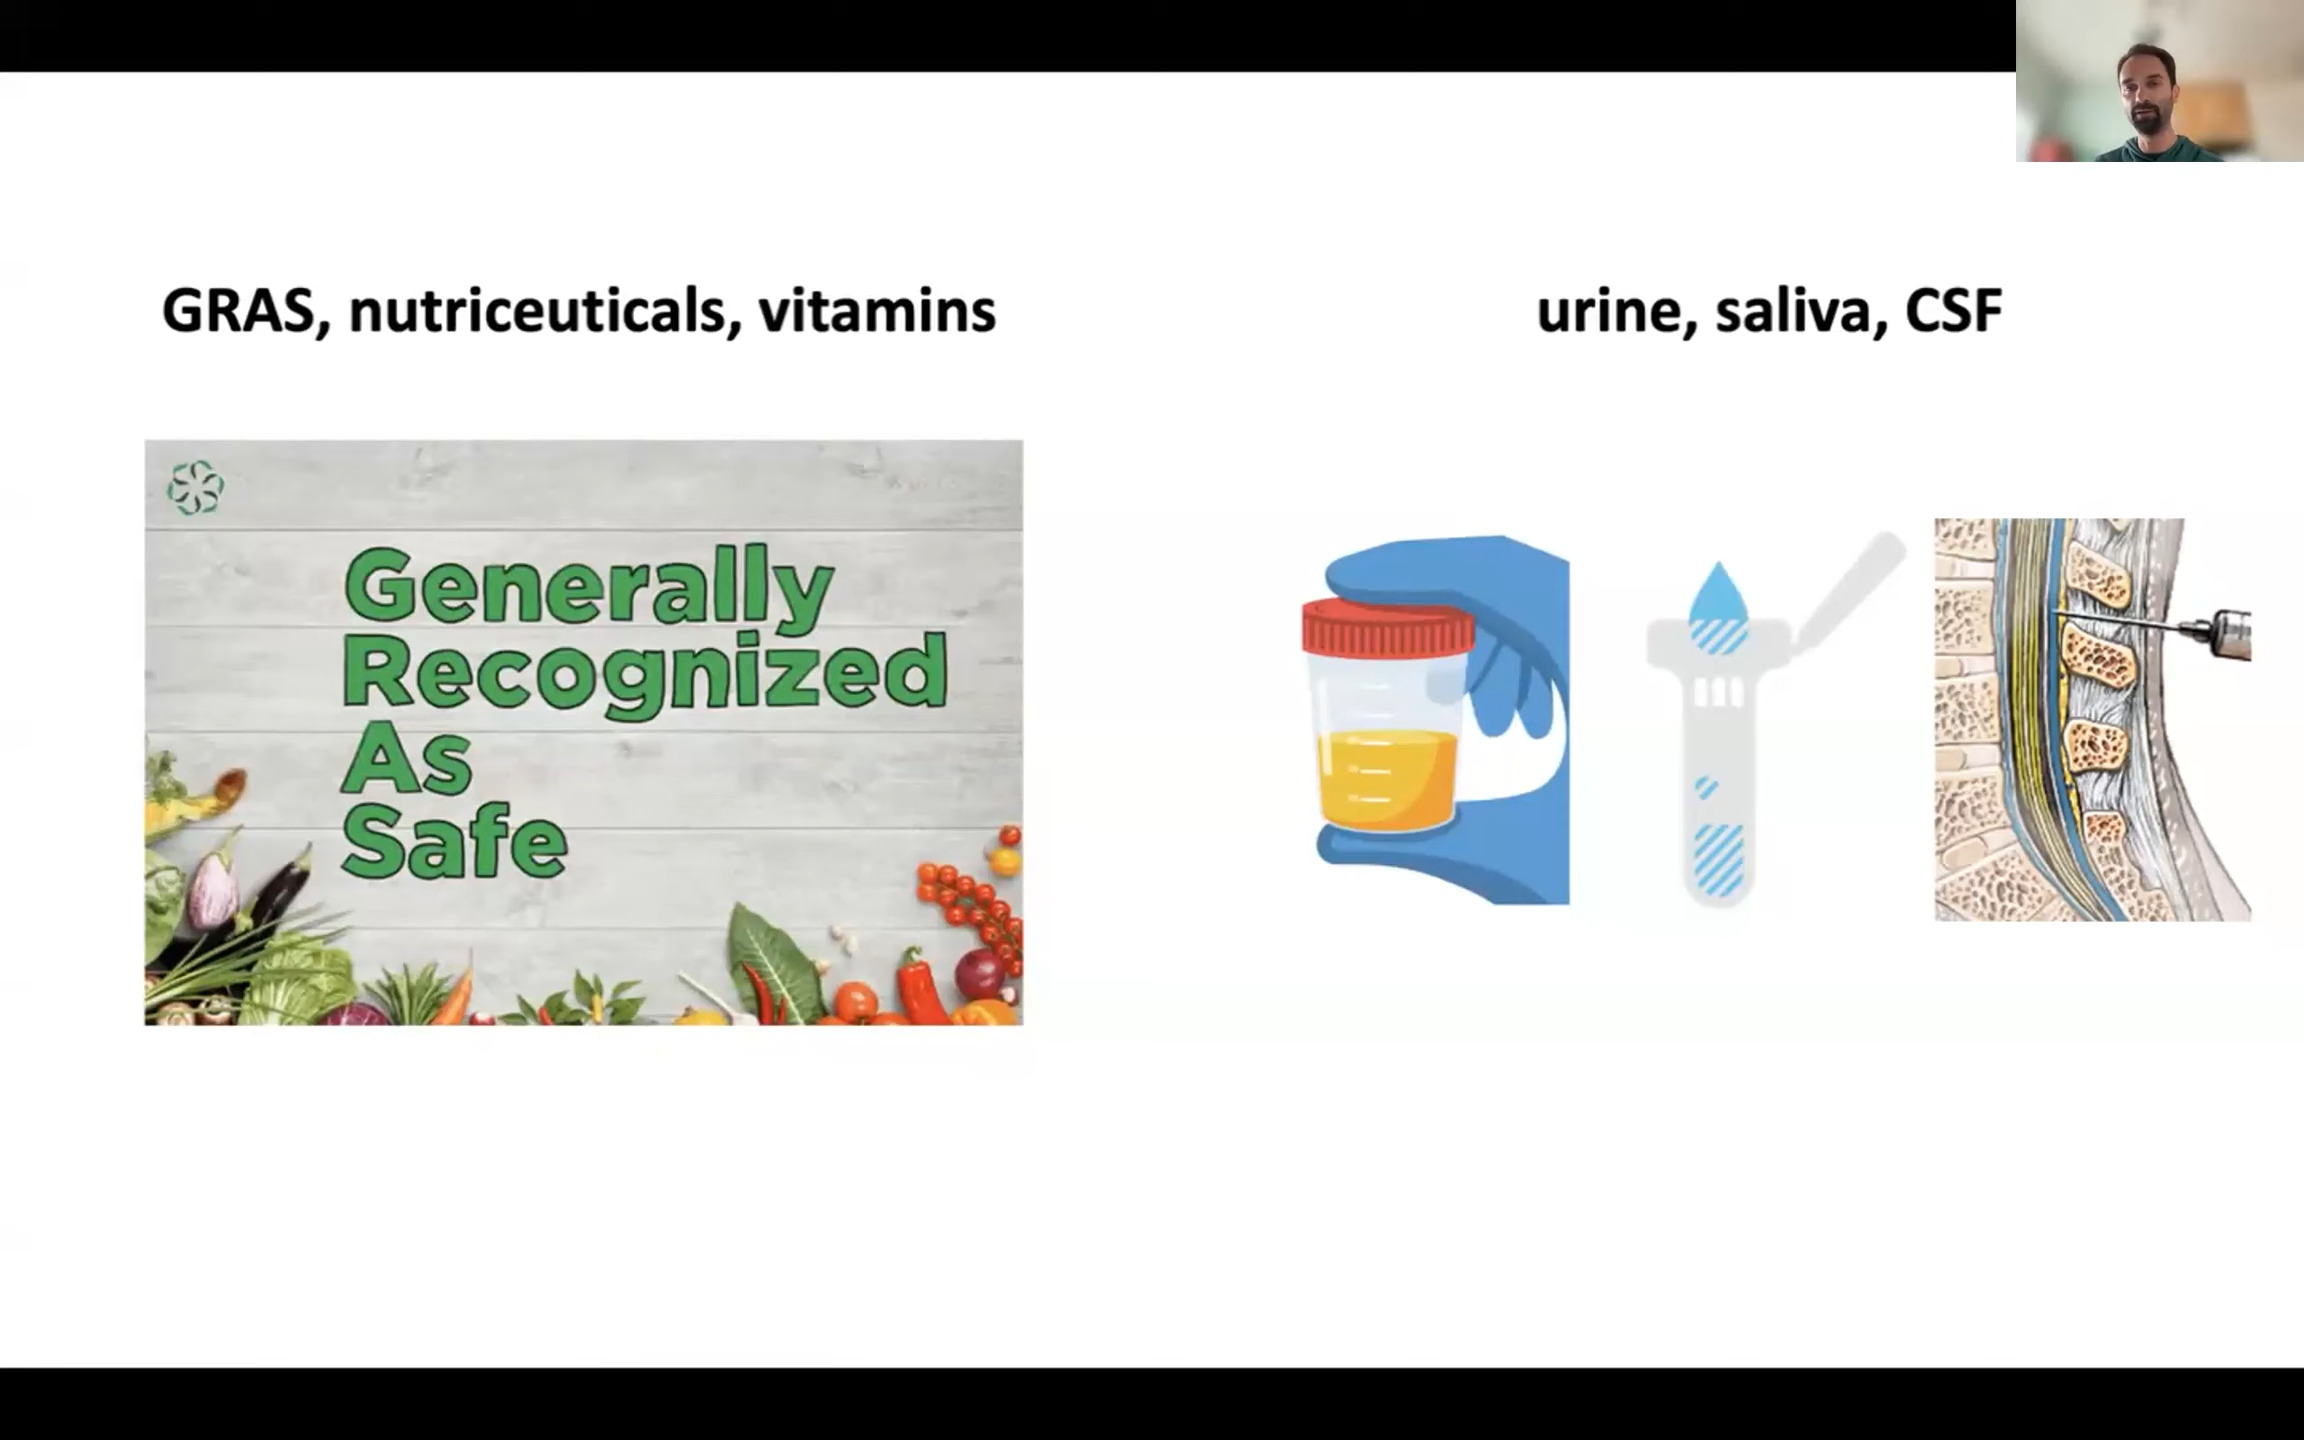 GRAS, nutriceuticals, vitamins
urine, saliva, CSF
Generally
Recognized
As
Safe